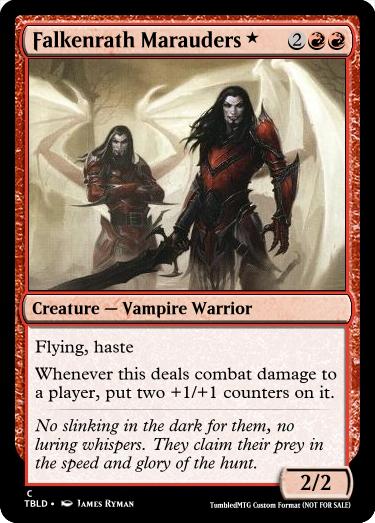 Falkenrath Marauders ★ 2
Creature — Vampire Warrior
Flying, haste
Whenever this deals combat damage to
a player, put two +1/+1 counters on it.
No slinking in the dark for them, no
luring whispers. They claim their prey in
the speed and glory of the hunt.
2/2
C
TBLD • James Ryman
TumbledMTG Custom Format (NOT FOR SALE)